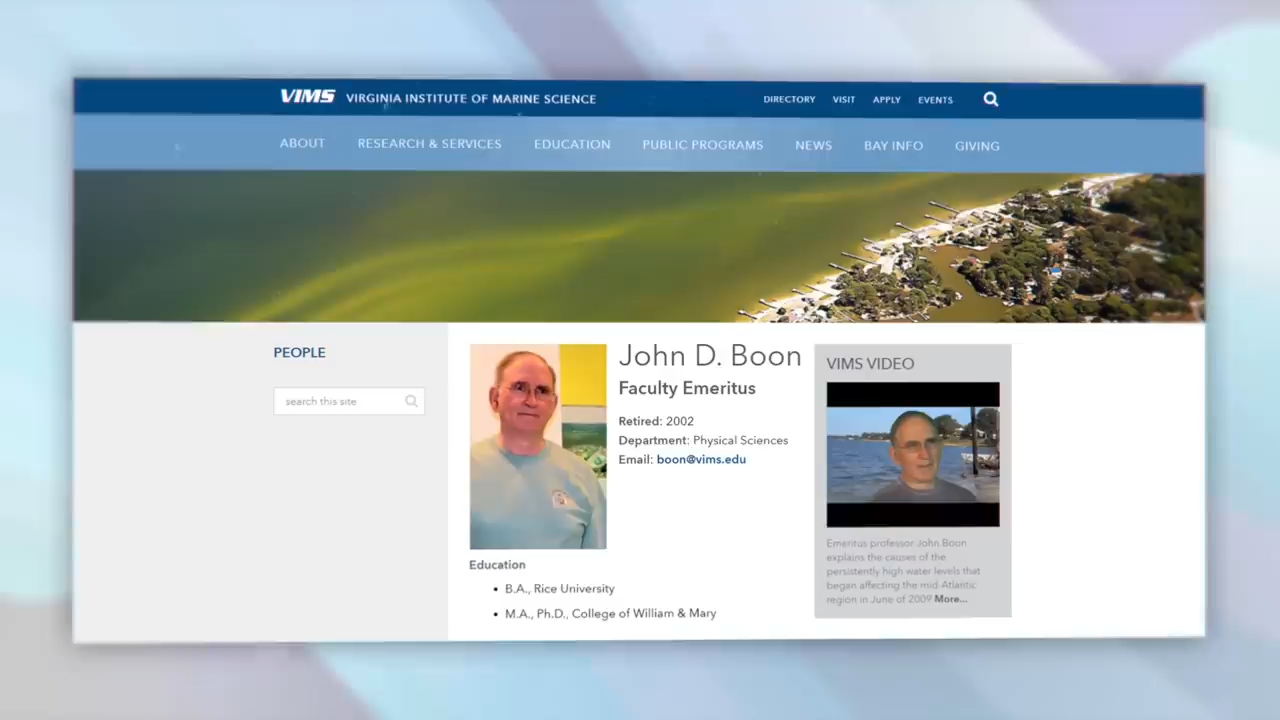 VIMS VIRGINIA INSTITUTE OF MARINE SCIENCE
DIRECTORY VISIT APPLY EVENTS
ABOUT RESEARCH & SERVICES EDUCATION PUBLIC PROGRAMS NEWS BAY INFO GIVING
PEOPLE
search this site
John D. Boon
Faculty Emeritus
Retired: 2002
Department: Physical Sciences
Email: boon@vims.edu
Education
• B.A., Rice University
• M.A., Ph.D., College of William & Mary
VIMS VIDEO
Emeritus professor John Boon
explains the causes of the
persistently high water levels that
began affecting the mid-Atlantic
region in June of 2009 More...